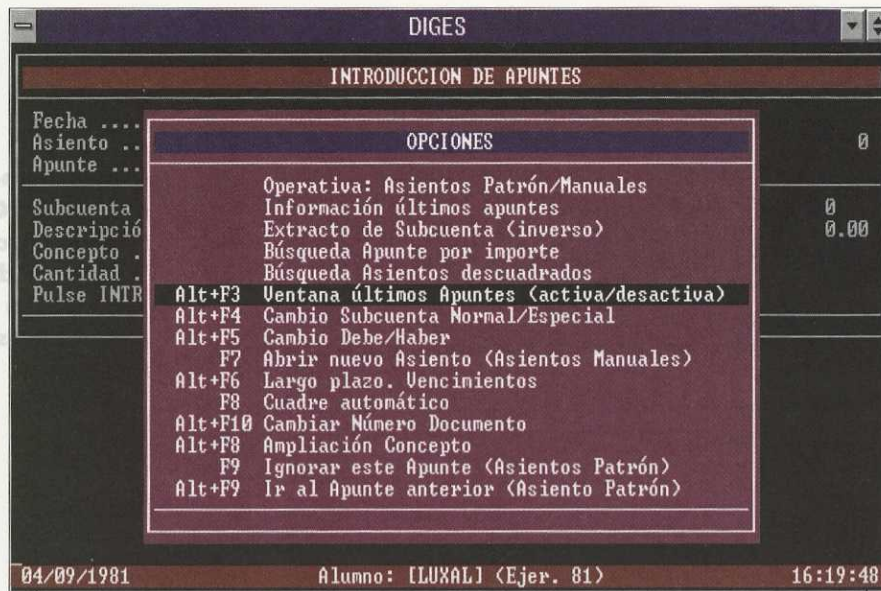 DIGES
INTRODUCCION DE APUNTES
Fecha ....
Asiento .. 0
Apunte ...
OPCIONES
Operativa: Asientos Patrón/Manuales
Información últimos apuntes
Subcuenta 0
Extracto de Subcuenta (inverso)
Descripció 0.00
Búsqueda Apunte por importe
Concepto .
Búsqueda Asientos descuadrados
Cantidad .
Alt+F3 Ventana últimos Apuntes (activa/desactiva)
Pulse INTR
Alt+F4 Cambio Subcuenta Normal/Especial
Alt+F5 Cambio Debe/Haber
F7 Abrir nuevo Asiento (Asientos Manuales)
Alt+F6 Largo plazo. Vencimientos
F8 Cuadre automático
Alt+F10 Cambiar Número Documento
Alt+F8 Ampliación Concepto
F9 Ignorar este Apunte (Asientos Patrón)
Alt+F9 Ir al Apunte anterior (Asiento Patrón)
04/09/1981 Alumno: [LUXAL] (Ejer. 81) 16:19:48